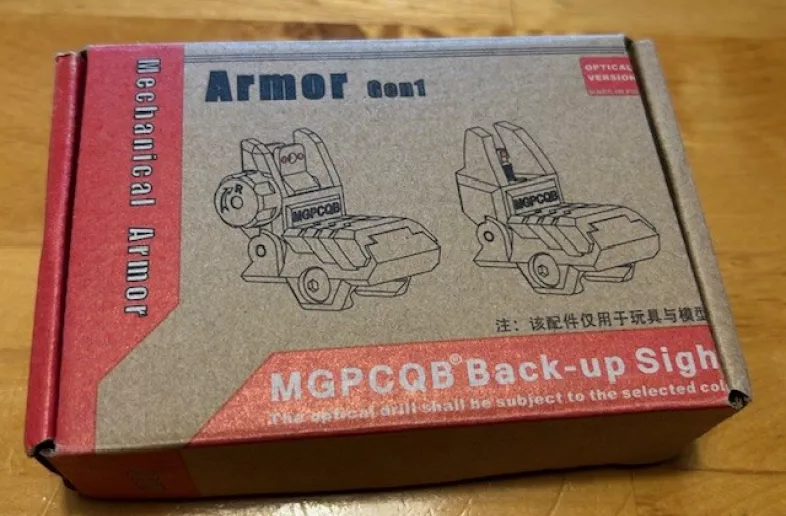 Mechanical Armor
Armor Gen1
OPTICAL
VERSION
MGPCQB
MGPCQB
注：该配件仅用于玩具与模型
MGPCQB® Back-up Sigh
The optical drill shall be subject to the selected col